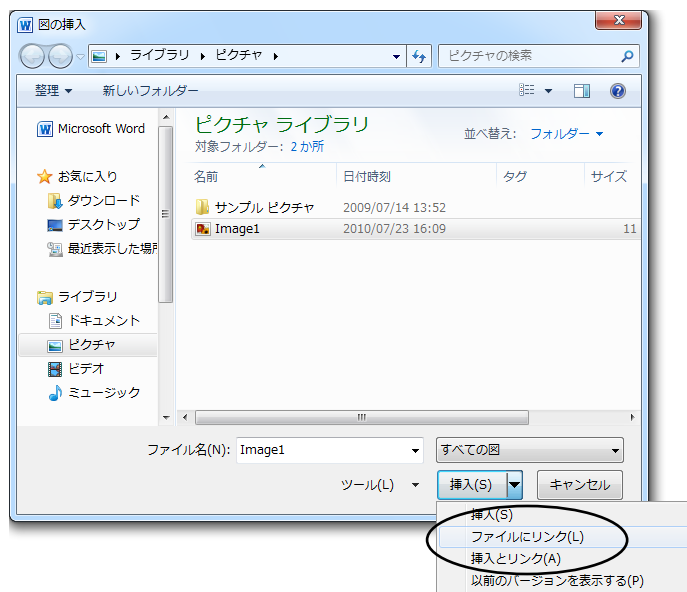 図の挿入
ライブラリ ピクチャ
ピクチャの検索
整理 新しいフォルダー
Microsoft Word
お気に入り
ダウンロード
デスクトップ
最近表示した場所
ライブラリ
ドキュメント
ピクチャ
ビデオ
ミュージック
ピクチャ ライブラリ
対象フォルダー: 2 か所
並べ替え: フォルダー
名前 日付時刻 タグ サイズ
サンプル ピクチャ 2009/07/14 13:52
Image1 2010/07/23 16:09 11
ファイル名(N): Image1 すべての図
ツール(L) 挿入(S) キャンセル
挿入(S)
ファイルにリンク(L)
挿入とリンク(A)
以前のバージョンを表示する(P)